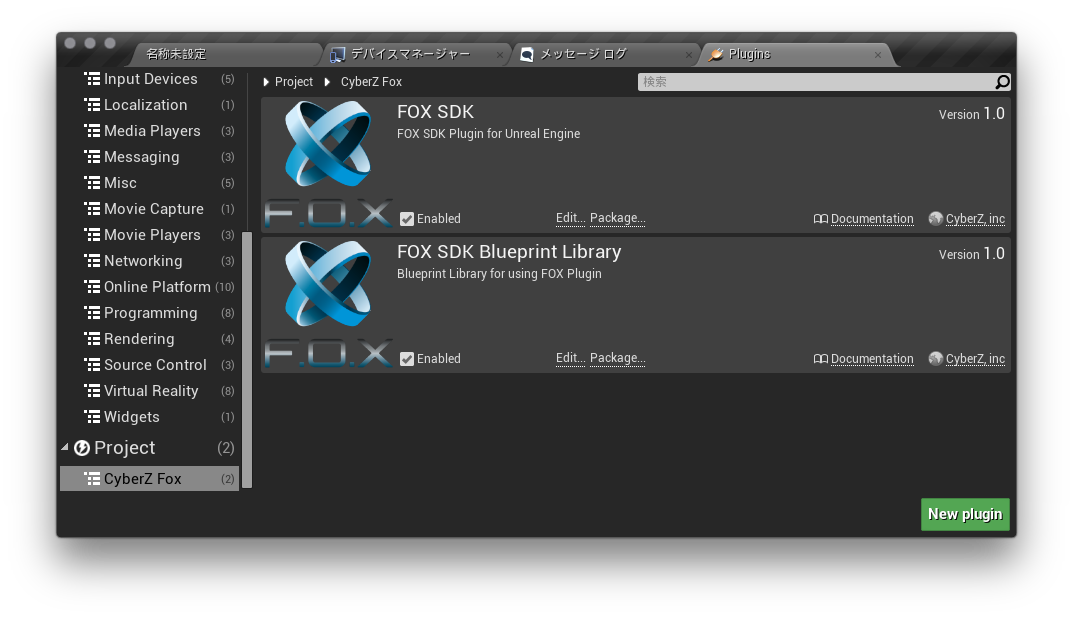 名称未設定
デバイスマネージャー
メッセージ ログ
Plugins
Input Devices (5)
Localization (1)
Media Players (3)
Messaging (3)
Misc (5)
Movie Capture (1)
Movie Players (3)
Networking (3)
Online Platform (10)
Programming (8)
Rendering (4)
Source Control (3)
Virtual Reality (8)
Widgets (1)
Project (2)
CyberZ Fox (2)
Project CyberZ Fox
検索
FOX SDK
Version 1.0
FOX SDK Plugin for Unreal Engine
F.O.X
Enabled
Edit... Package...
Documentation
CyberZ, inc
FOX SDK Blueprint Library
Version 1.0
Blueprint Library for using FOX Plugin
F.O.X
Enabled
Edit... Package...
Documentation
CyberZ, inc
New plugin